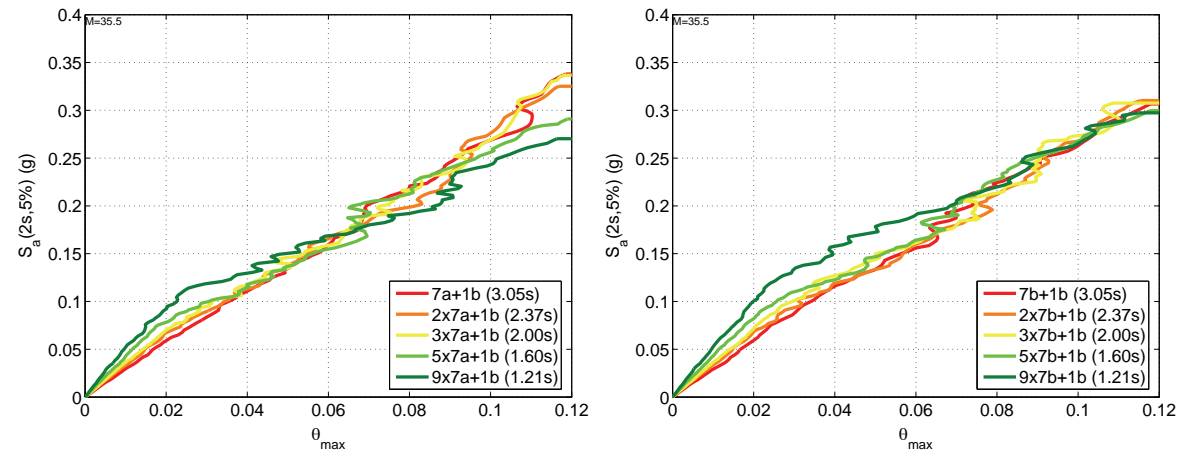 M=35.5
0.4
0.35
0.3
0.25
0.2
0.15
0.1
0.05
0
S_a(2s,5%) (g)
7a+1b (3.05s)
2x7a+1b (2.37s)
3x7a+1b (2.00s)
5x7a+1b (1.60s)
9x7a+1b (1.21s)
0 0.02 0.04 0.06 0.08 0.1 0.12
θ_max
M=35.5
0.4
0.35
0.3
0.25
0.2
0.15
0.1
0.05
0
S_a(2s,5%) (g)
7b+1b (3.05s)
2x7b+1b (2.37s)
3x7b+1b (2.00s)
5x7b+1b (1.60s)
9x7b+1b (1.21s)
0 0.02 0.04 0.06 0.08 0.1 0.12
θ_max